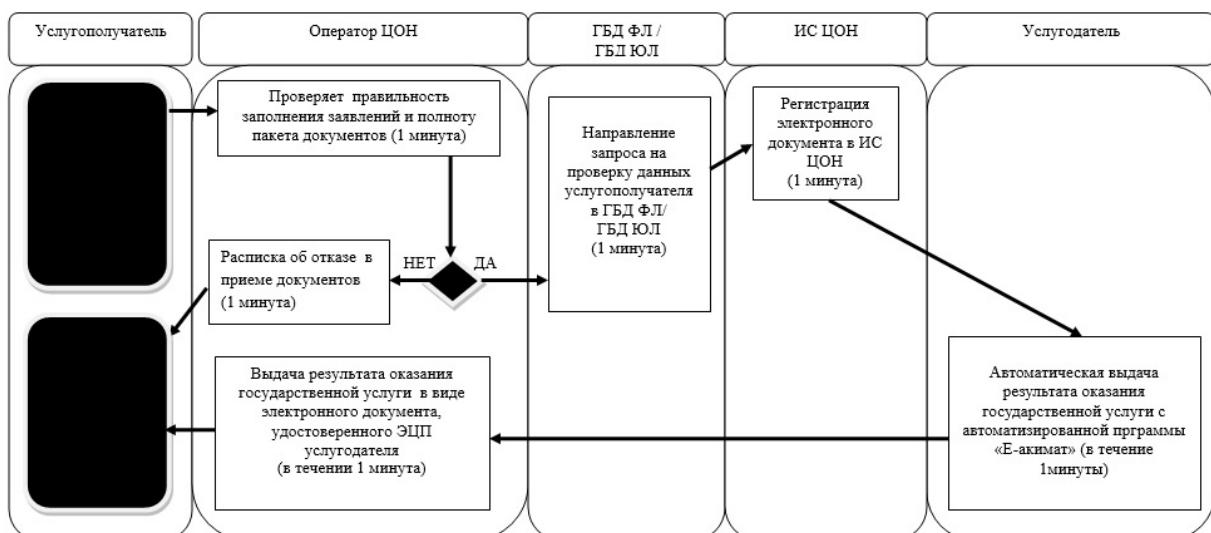 Услугополучатель
Оператор ЦОН
ГБД ФЛ /
ГБД ЮЛ
ИС ЦОН
Услугодатель
Проверяет правильность
заполнения заявлений и полноту
пакета документов (1 минута)
Направление
запроса на
проверку данных
услугополучателя
в ГБД ФЛ/
ГБД ЮЛ
(1 минута)
Регистрация
электронного
документа в ИС
ЦОН
(1 минута)
Расписка об отказе в
приеме документов
(1 минута)
НЕТ
ДА
Выдача результата оказания
государственной услуги в виде
электронного документа,
удостоверенного ЭЦП
услугодателя
(в течении 1 минута)
Автоматическая выдача
результата оказания
государственной услуги с
автоматизированной прграммы
«Е-акимат» (в течение
1минуты)